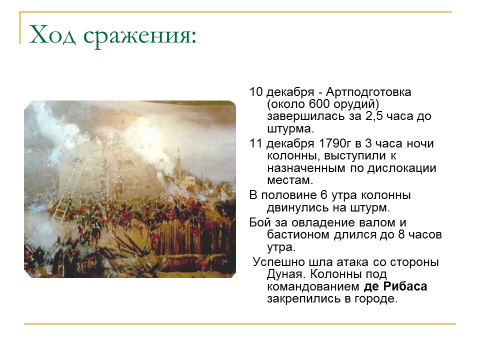 Ход сражения:
10 декабря - Артподготовка
(около 600 орудий)
завершилась за 2,5 часа до
штурма.
11 декабря 1790г в 3 часа ночи
колонны, выступили к
назначенным по дислокации
местам.
В половине 6 утра колонны
двинулись на штурм.
Бой за овладение валом и
бастионом длился до 8 часов
утра.
Успешно шла атака со стороны
Дуная. Колонны под
командованием де Рибаса
закрепились в городе.